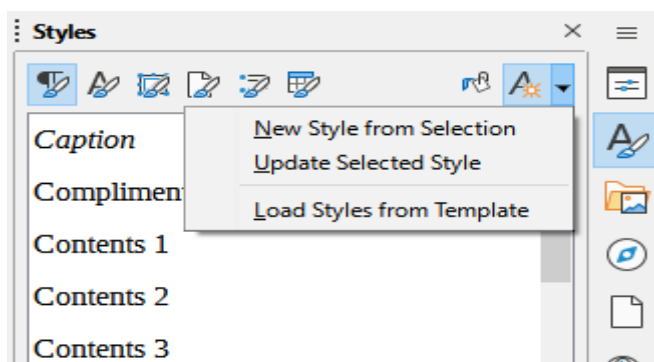 Styles
New Style from Selection
Update Selected Style
Load Styles from Template
Caption
Contents 1
Contents 2
Contents 3